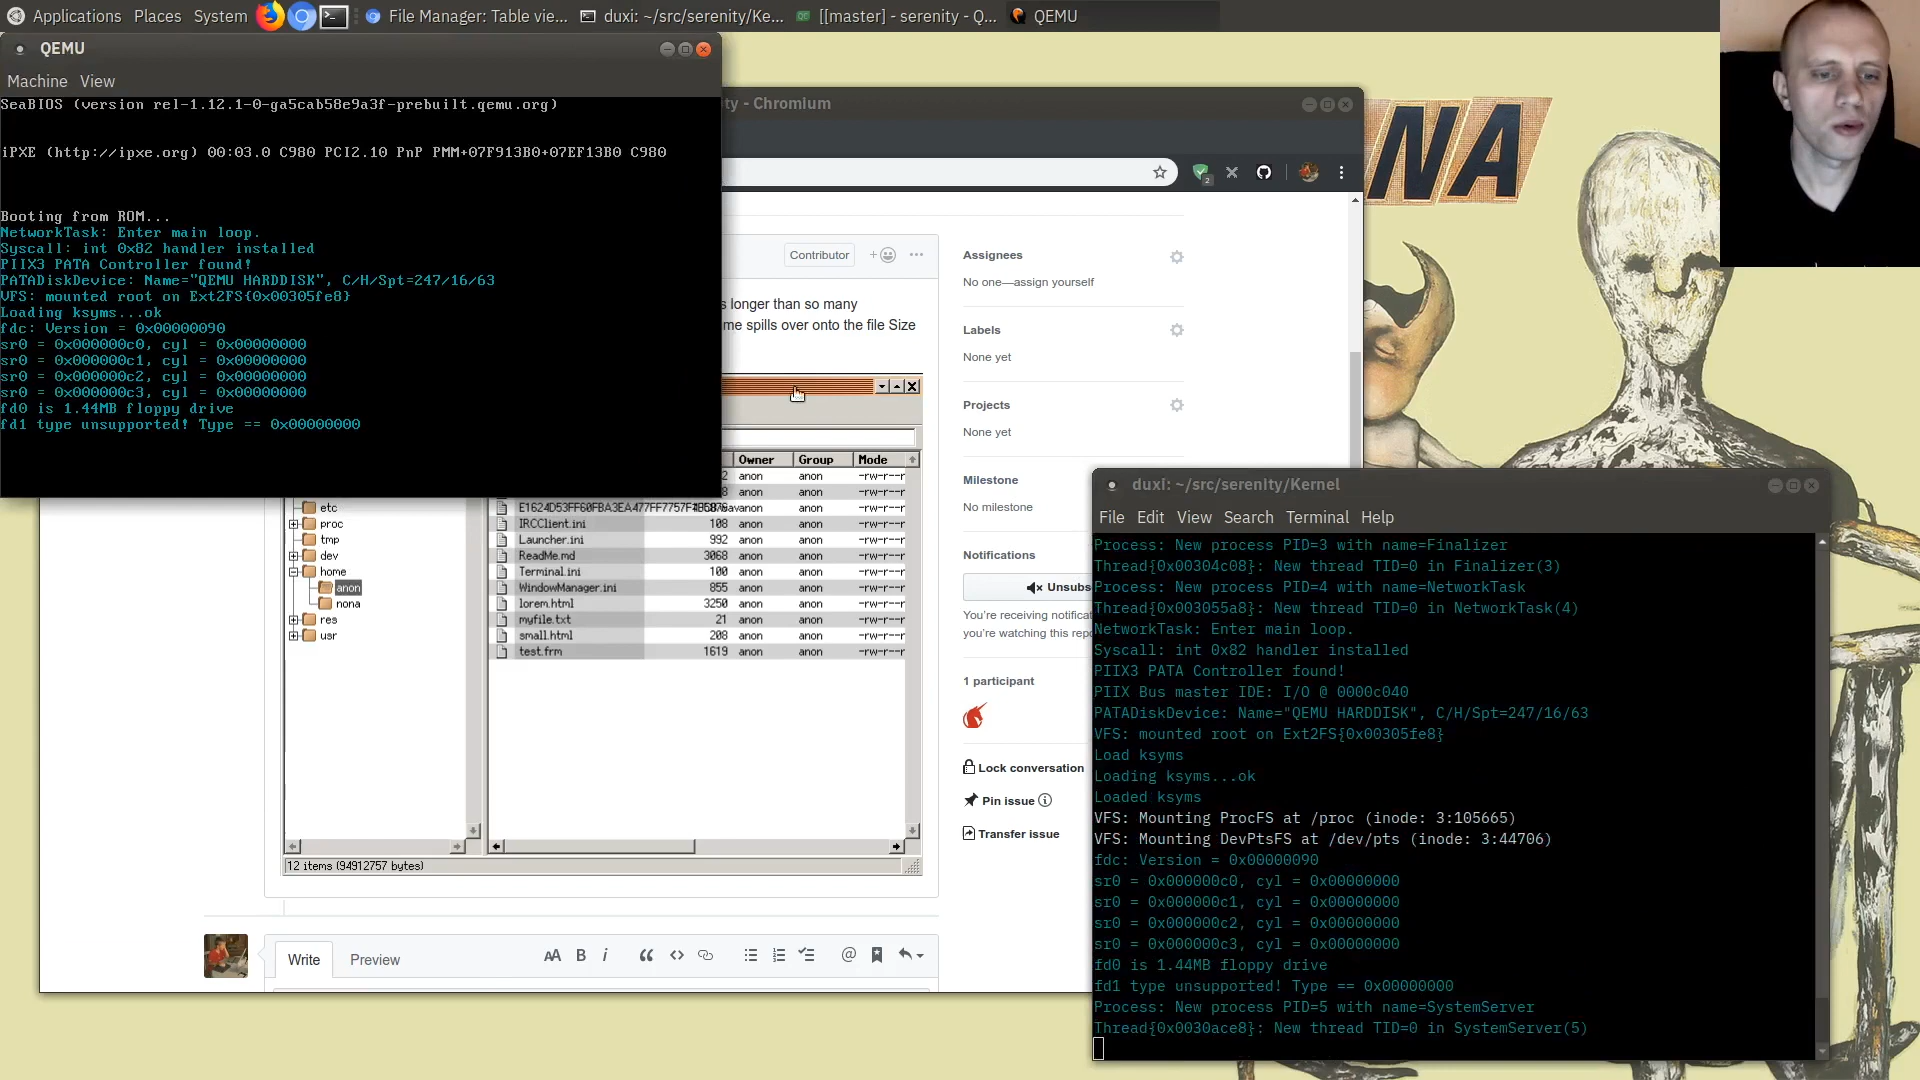 Applications Places System
File Manager: Table vie...
duxi: ~/src/serenity/Ke...
[[master] - serenity - Q...
QEMU
QEMU
Machine View
SeaBIOS (version rel-1.12.1-0-ga5cab58e9a3f-prebuilt.qemu.org)
iPXE (http://ipxe.org) 00:03.0 C980 PCI2.10 PnP PMM+07F913B0+07EF13B0 C980
Booting from ROM...
NetworkTask: Enter main loop.
Syscall: int 0x82 handler installed
PIIX3 PATA Controller found!
PATADiskDevice: Name="QEMU HARDDISK", C/H/Spt=247/16/63
VFS: mounted root on Ext2FS{0x00305fe8}
Loading ksyms...ok
fdc: Version = 0x00000090
sr0 = 0x000000c0, cyl = 0x00000000
sr0 = 0x000000c1, cyl = 0x00000000
sr0 = 0x000000c2, cyl = 0x00000000
sr0 = 0x000000c3, cyl = 0x00000000
fd0 is 1.44MB floppy drive
fd1 type unsupported! Type == 0x00000000
ty - Chromium
2
NA
Contributor
s longer than so many
me spills over onto the file Size
Owner Group Mode
2 anon anon -rw-r--r
8 anon anon -rw-r--r
anon anon -rw-r--r
IRCClient.ini 108 anon anon -rw-r--r
Launcher.ini 992 anon anon -rw-r--r
ReadMe.md 3068 anon anon -rw-r--r
Terminal.ini 100 anon anon -rw-r--r
WindowManager.ini 855 anon anon -rw-r--r
lorem.html 3250 anon anon -rw-r--r
myfile.txt 21 anon anon -rw-r--r
small.html 208 anon anon -rw-r--r
test.frm 1619 anon anon -rw-r--r
etc
proc
tmp
dev
home
anon
nona
res
usr
12 items (94912757 bytes)
Write Preview
AA B i
Assignees
No one—assign yourself
Labels
None yet
Projects
None yet
Milestone
No milestone
Notifications
Unsubs
You're receiving notificat
you're watching this repo
1 participant
Lock conversation
Pin issue
Transfer issue
duxi: ~/src/serenity/Kernel
File Edit View Search Terminal Help
Process: New process PID=3 with name=Finalizer
Thread{0x00304c08}: New thread TID=0 in Finalizer(3)
Process: New process PID=4 with name=NetworkTask
Thread{0x003055a8}: New thread TID=0 in NetworkTask(4)
NetworkTask: Enter main loop.
Syscall: int 0x82 handler installed
PIIX3 PATA Controller found!
PIIX Bus master IDE: I/O @ 0000c040
PATADiskDevice: Name="QEMU HARDDISK", C/H/Spt=247/16/63
VFS: mounted root on Ext2FS{0x00305fe8}
Load ksyms
Loading ksyms...ok
Loaded ksyms
VFS: Mounting ProcFS at /proc (inode: 3:105665)
VFS: Mounting DevPtsFS at /dev/pts (inode: 3:44706)
fdc: Version = 0x00000090
sr0 = 0x000000c0, cyl = 0x00000000
sr0 = 0x000000c1, cyl = 0x00000000
sr0 = 0x000000c2, cyl = 0x00000000
sr0 = 0x000000c3, cyl = 0x00000000
fd0 is 1.44MB floppy drive
fd1 type unsupported! Type == 0x00000000
Process: New process PID=5 with name=SystemServer
Thread{0x0030ace8}: New thread TID=0 in SystemServer(5)